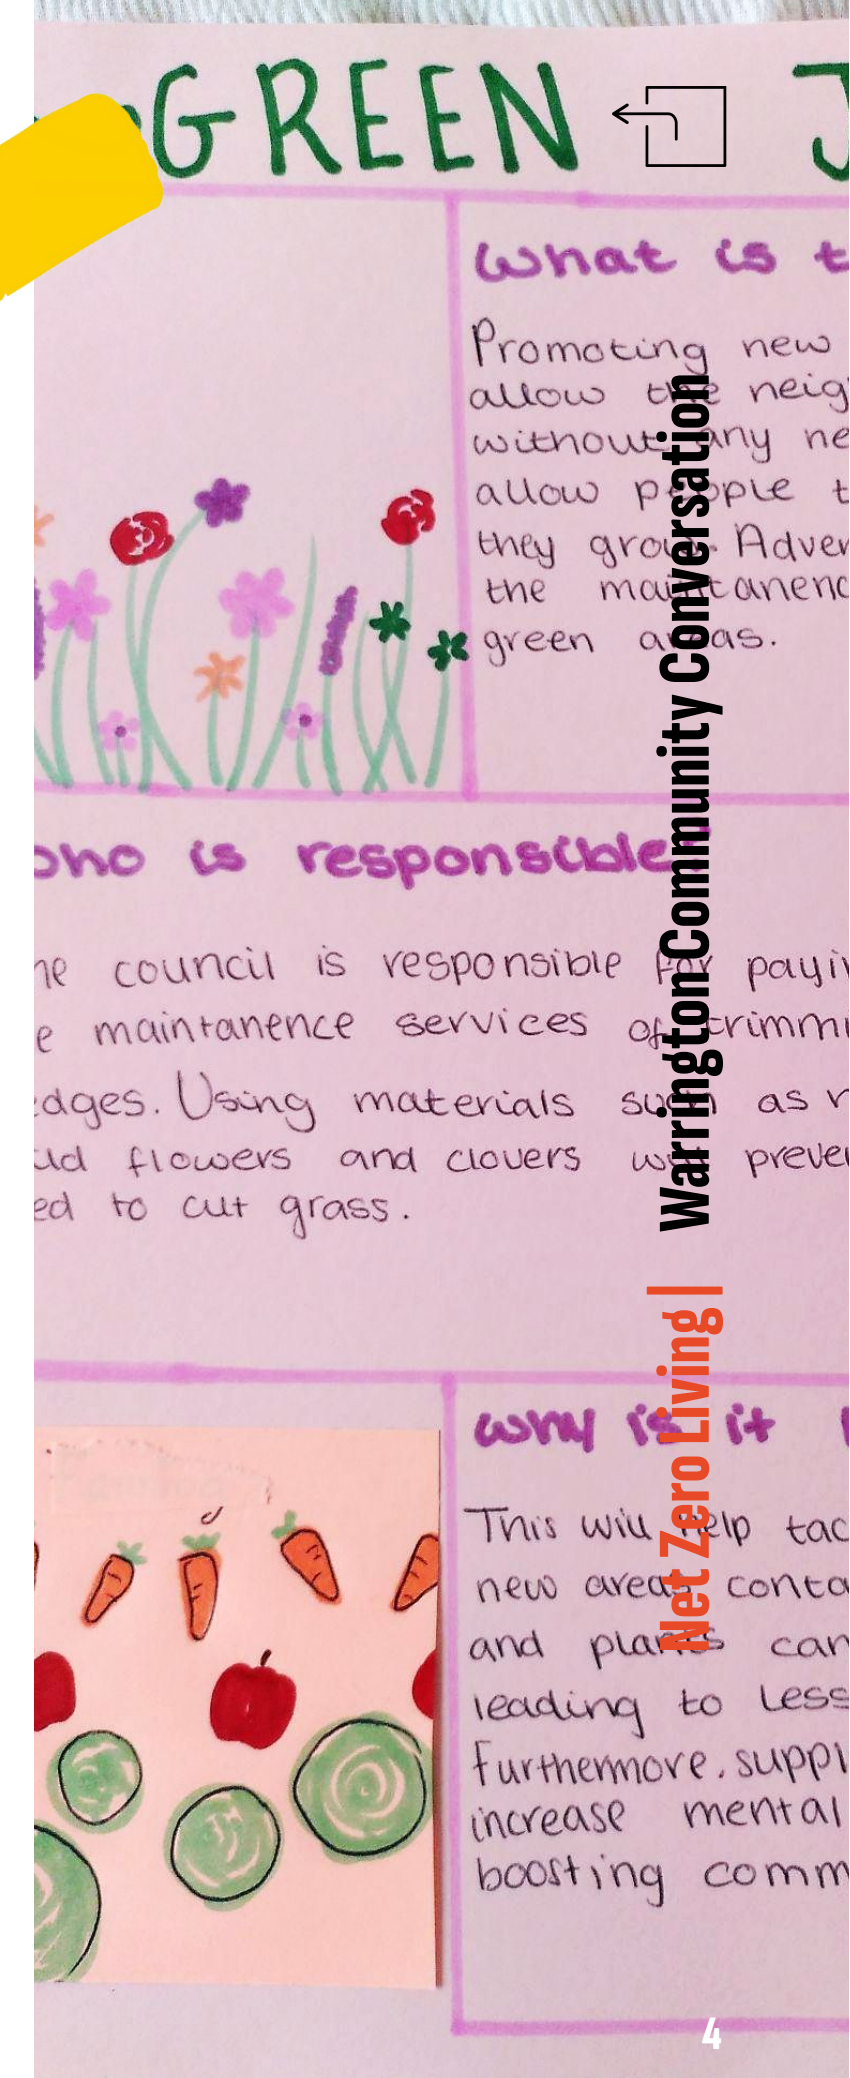 GREEN J
What is t
Promoting new
allow the neig
without any ne
allow people t
they grow. Adver
the maintanenc
green areas.
who is responsible?
he council is responsible for payin
e maintanence services of trimmi
edges. Using materials such as r
ild flowers and clovers will preven
ed to cut grass.
why is it
This will help tac
new areas conta
and plants can
leading to less
Furthermore, suppl
increase mental
boosting comm
Net Zero Living | Warrington Community Conversation
4